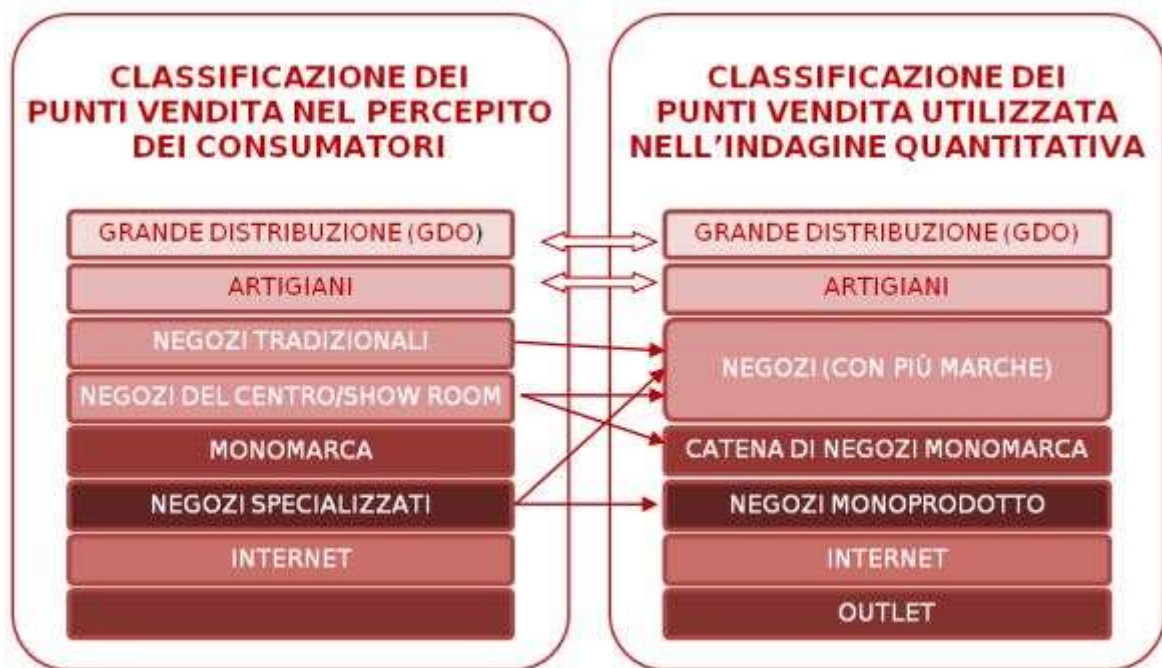 CLASSIFICAZIONE DEI
PUNTI VENDITA NEL PERCEPITO
DEI CONSUMATORI
GRANDE DISTRIBUZIONE (GDO)
ARTIGIANI
NEGOZI TRADIZIONALI
NEGOZI DEL CENTRO/SHOW ROOM
MONOMARCA
NEGOZI SPECIALIZZATI
INTERNET
CLASSIFICAZIONE DEI
PUNTI VENDITA UTILIZZATA
NELL'INDAGINE QUANTITATIVA
GRANDE DISTRIBUZIONE (GDO)
ARTIGIANI
NEGOZI (CON PIÙ MARCHE)
CATENA DI NEGOZI MONOMARCA
NEGOZI MONOPRODOTTO
INTERNET
OUTLET